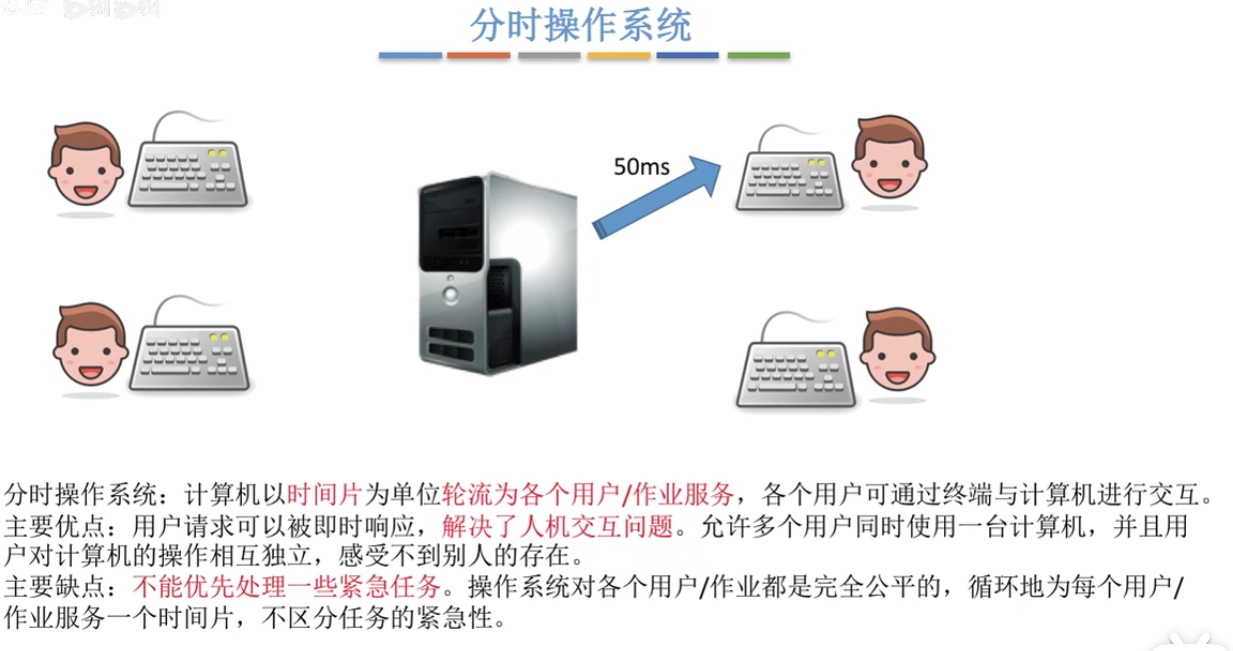 分时操作系统
50ms
分时操作系统：计算机以时间片为单位轮流为各个用户/作业服务，各个用户可通过终端与计算机进行交互。
主要优点：用户请求可以被即时响应，解决了人机交互问题。允许多个用户同时使用一台计算机，并且用
户对计算机的操作相互独立，感受不到别人的存在。
主要缺点：不能优先处理一些紧急任务。操作系统对各个用户/作业都是完全公平的，循环地为每个用户/
作业服务一个时间片，不区分任务的紧急性。